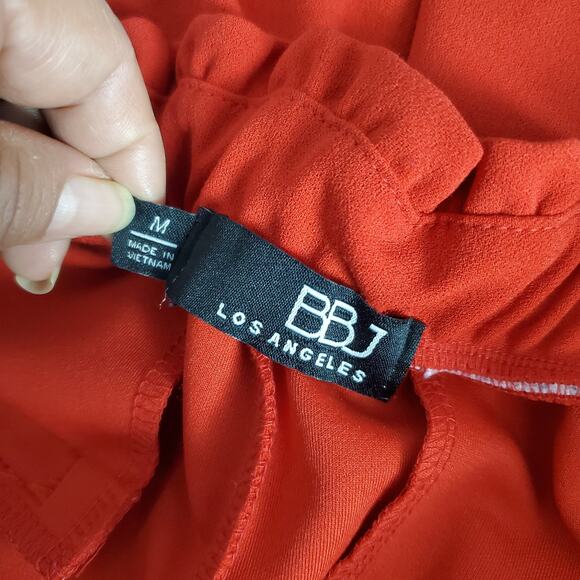 M
MADE IN
VIETNAM
BBJ
LOS ANGELES